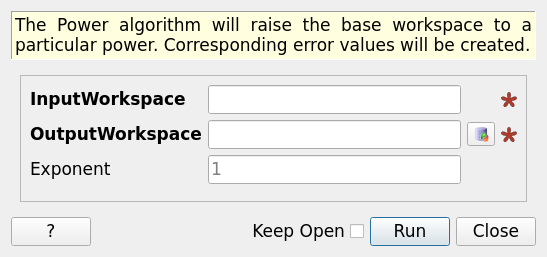 The Power algorithm will raise the base workspace to a
particular power. Corresponding error values will be created.
InputWorkspace
OutputWorkspace
Exponent 1
? Keep Open Run Close